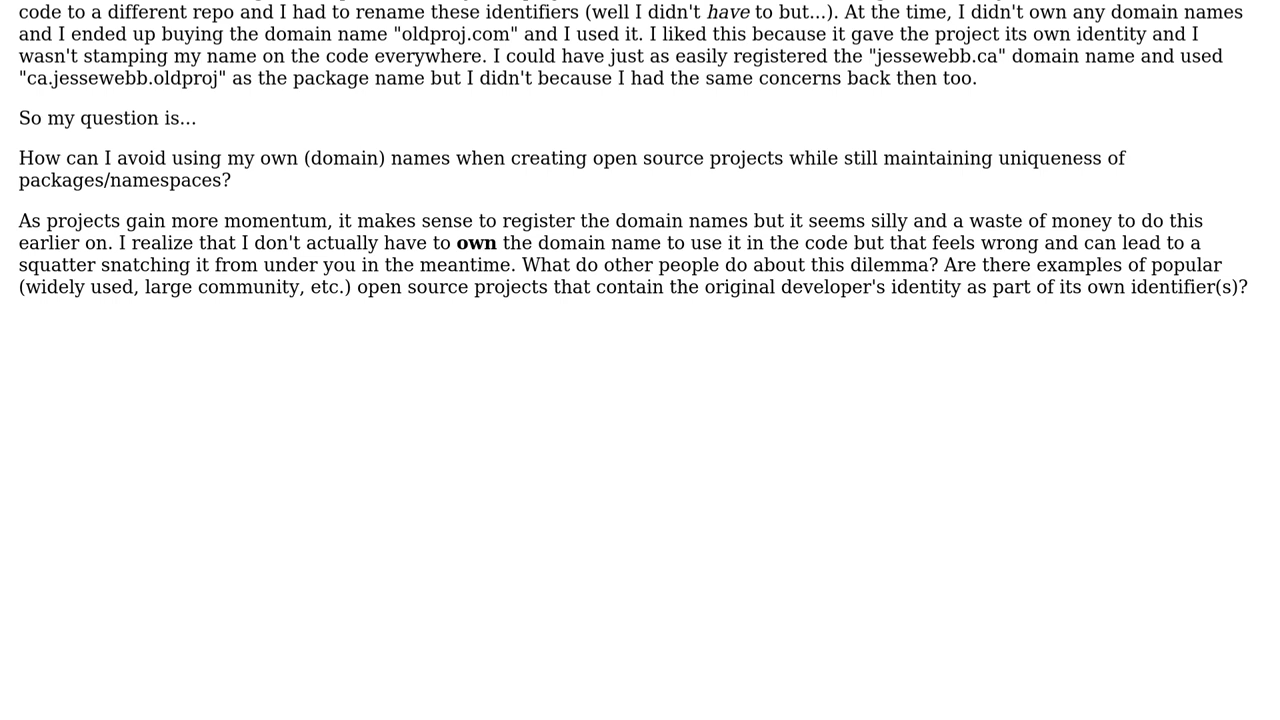 code to a different repo and I had to rename these identifiers (well I didn't have to but...). At the time, I didn't own any domain names
and I ended up buying the domain name "oldproj.com" and I used it. I liked this because it gave the project its own identity and I
wasn't stamping my name on the code everywhere. I could have just as easily registered the "jessewebb.ca" domain name and used
"ca.jessewebb.oldproj" as the package name but I didn't because I had the same concerns back then too.
So my question is...
How can I avoid using my own (domain) names when creating open source projects while still maintaining uniqueness of
packages/namespaces?
As projects gain more momentum, it makes sense to register the domain names but it seems silly and a waste of money to do this
earlier on. I realize that I don't actually have to own the domain name to use it in the code but that feels wrong and can lead to a
squatter snatching it from under you in the meantime. What do other people do about this dilemma? Are there examples of popular
(widely used, large community, etc.) open source projects that contain the original developer's identity as part of its own identifier(s)?